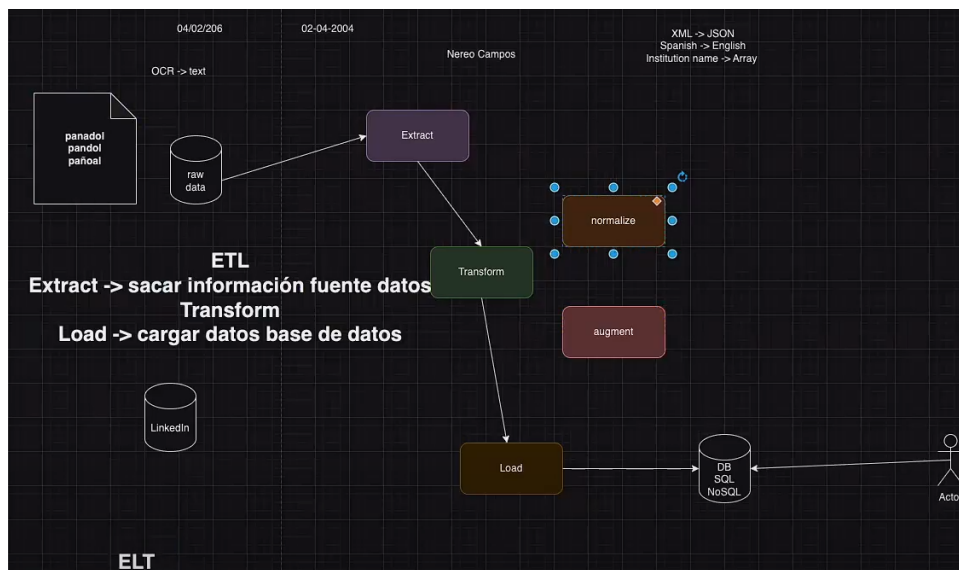 04/02/206
02-04-2004
Nereo Campos
XML -> JSON
Spanish -> English
Institution name -> Array
OCR -> text
panadol
pandol
pañoal
raw
data
Extract
normalize
Transform
augment
ETL
Extract -> sacar información fuente datos
Transform
Load -> cargar datos base de datos
LinkedIn
Load
DB
SQL
NoSQL
Acto
ELT